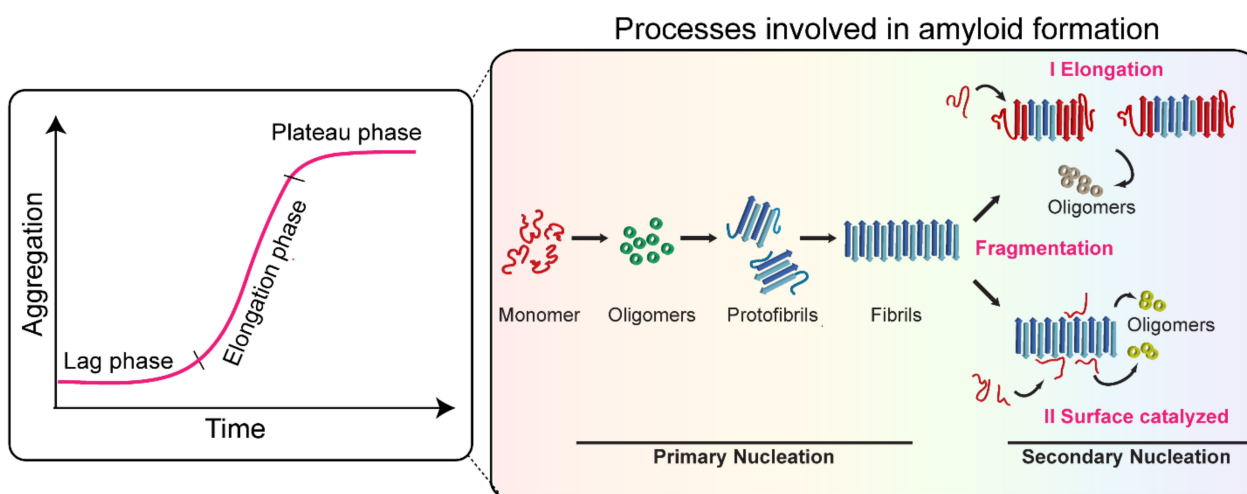 Processes involved in amyloid formation
Aggregation
Plateau phase
Elongation phase
Lag phase
Time
I Elongation
Oligomers
Fragmentation
Monomer
Oligomers
Protofibrils
Fibrils
Oligomers
II Surface catalyzed
Primary Nucleation
Secondary Nucleation